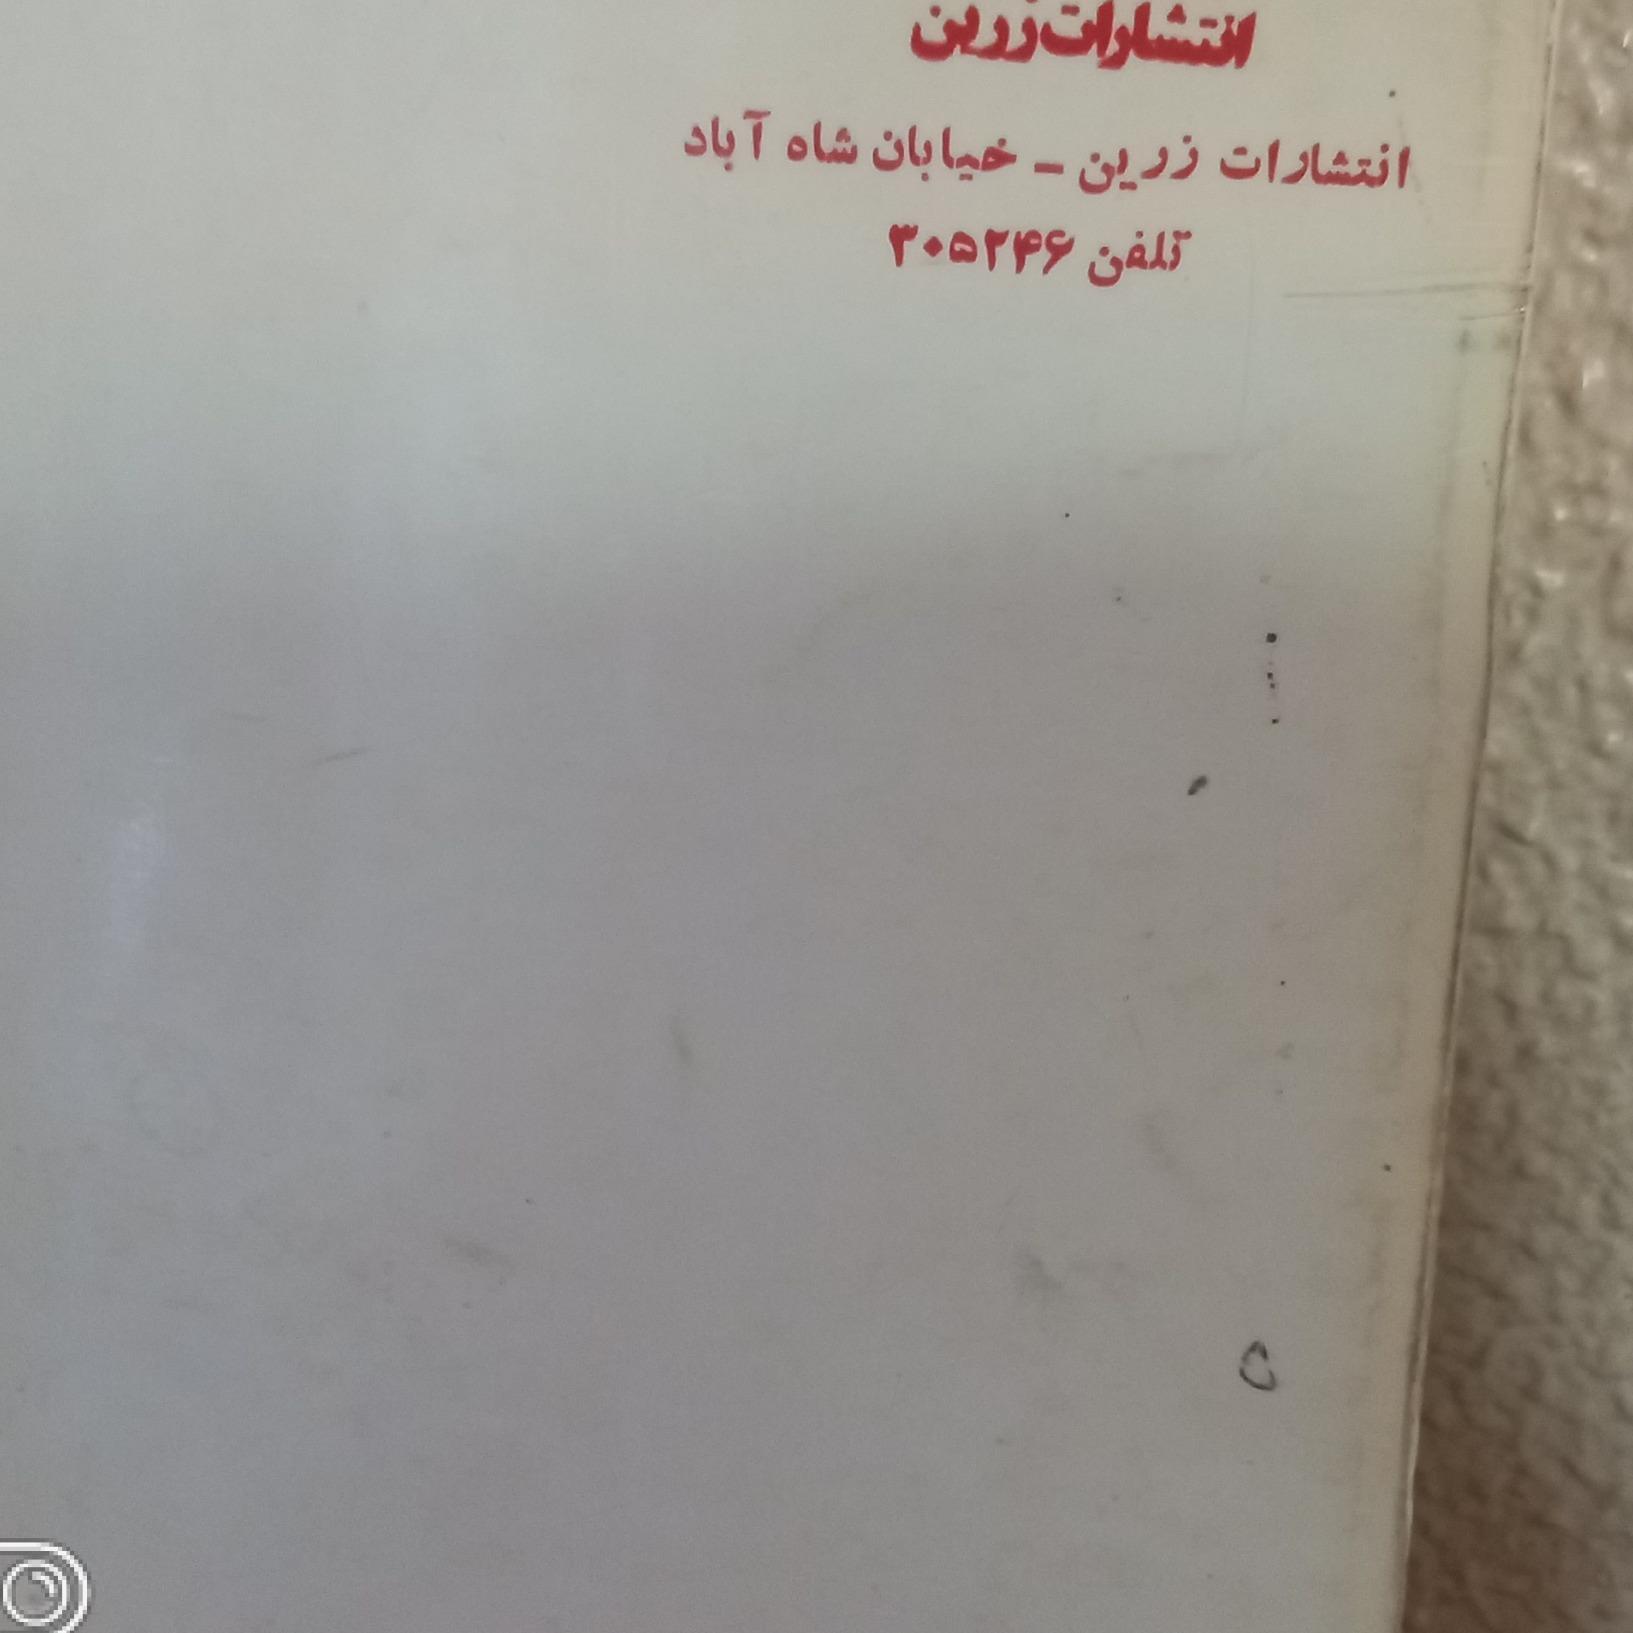 انتشارات زرین
انتشارات زرین - خیابان شاه آباد
تلفن ۳۰۵۲۴۶